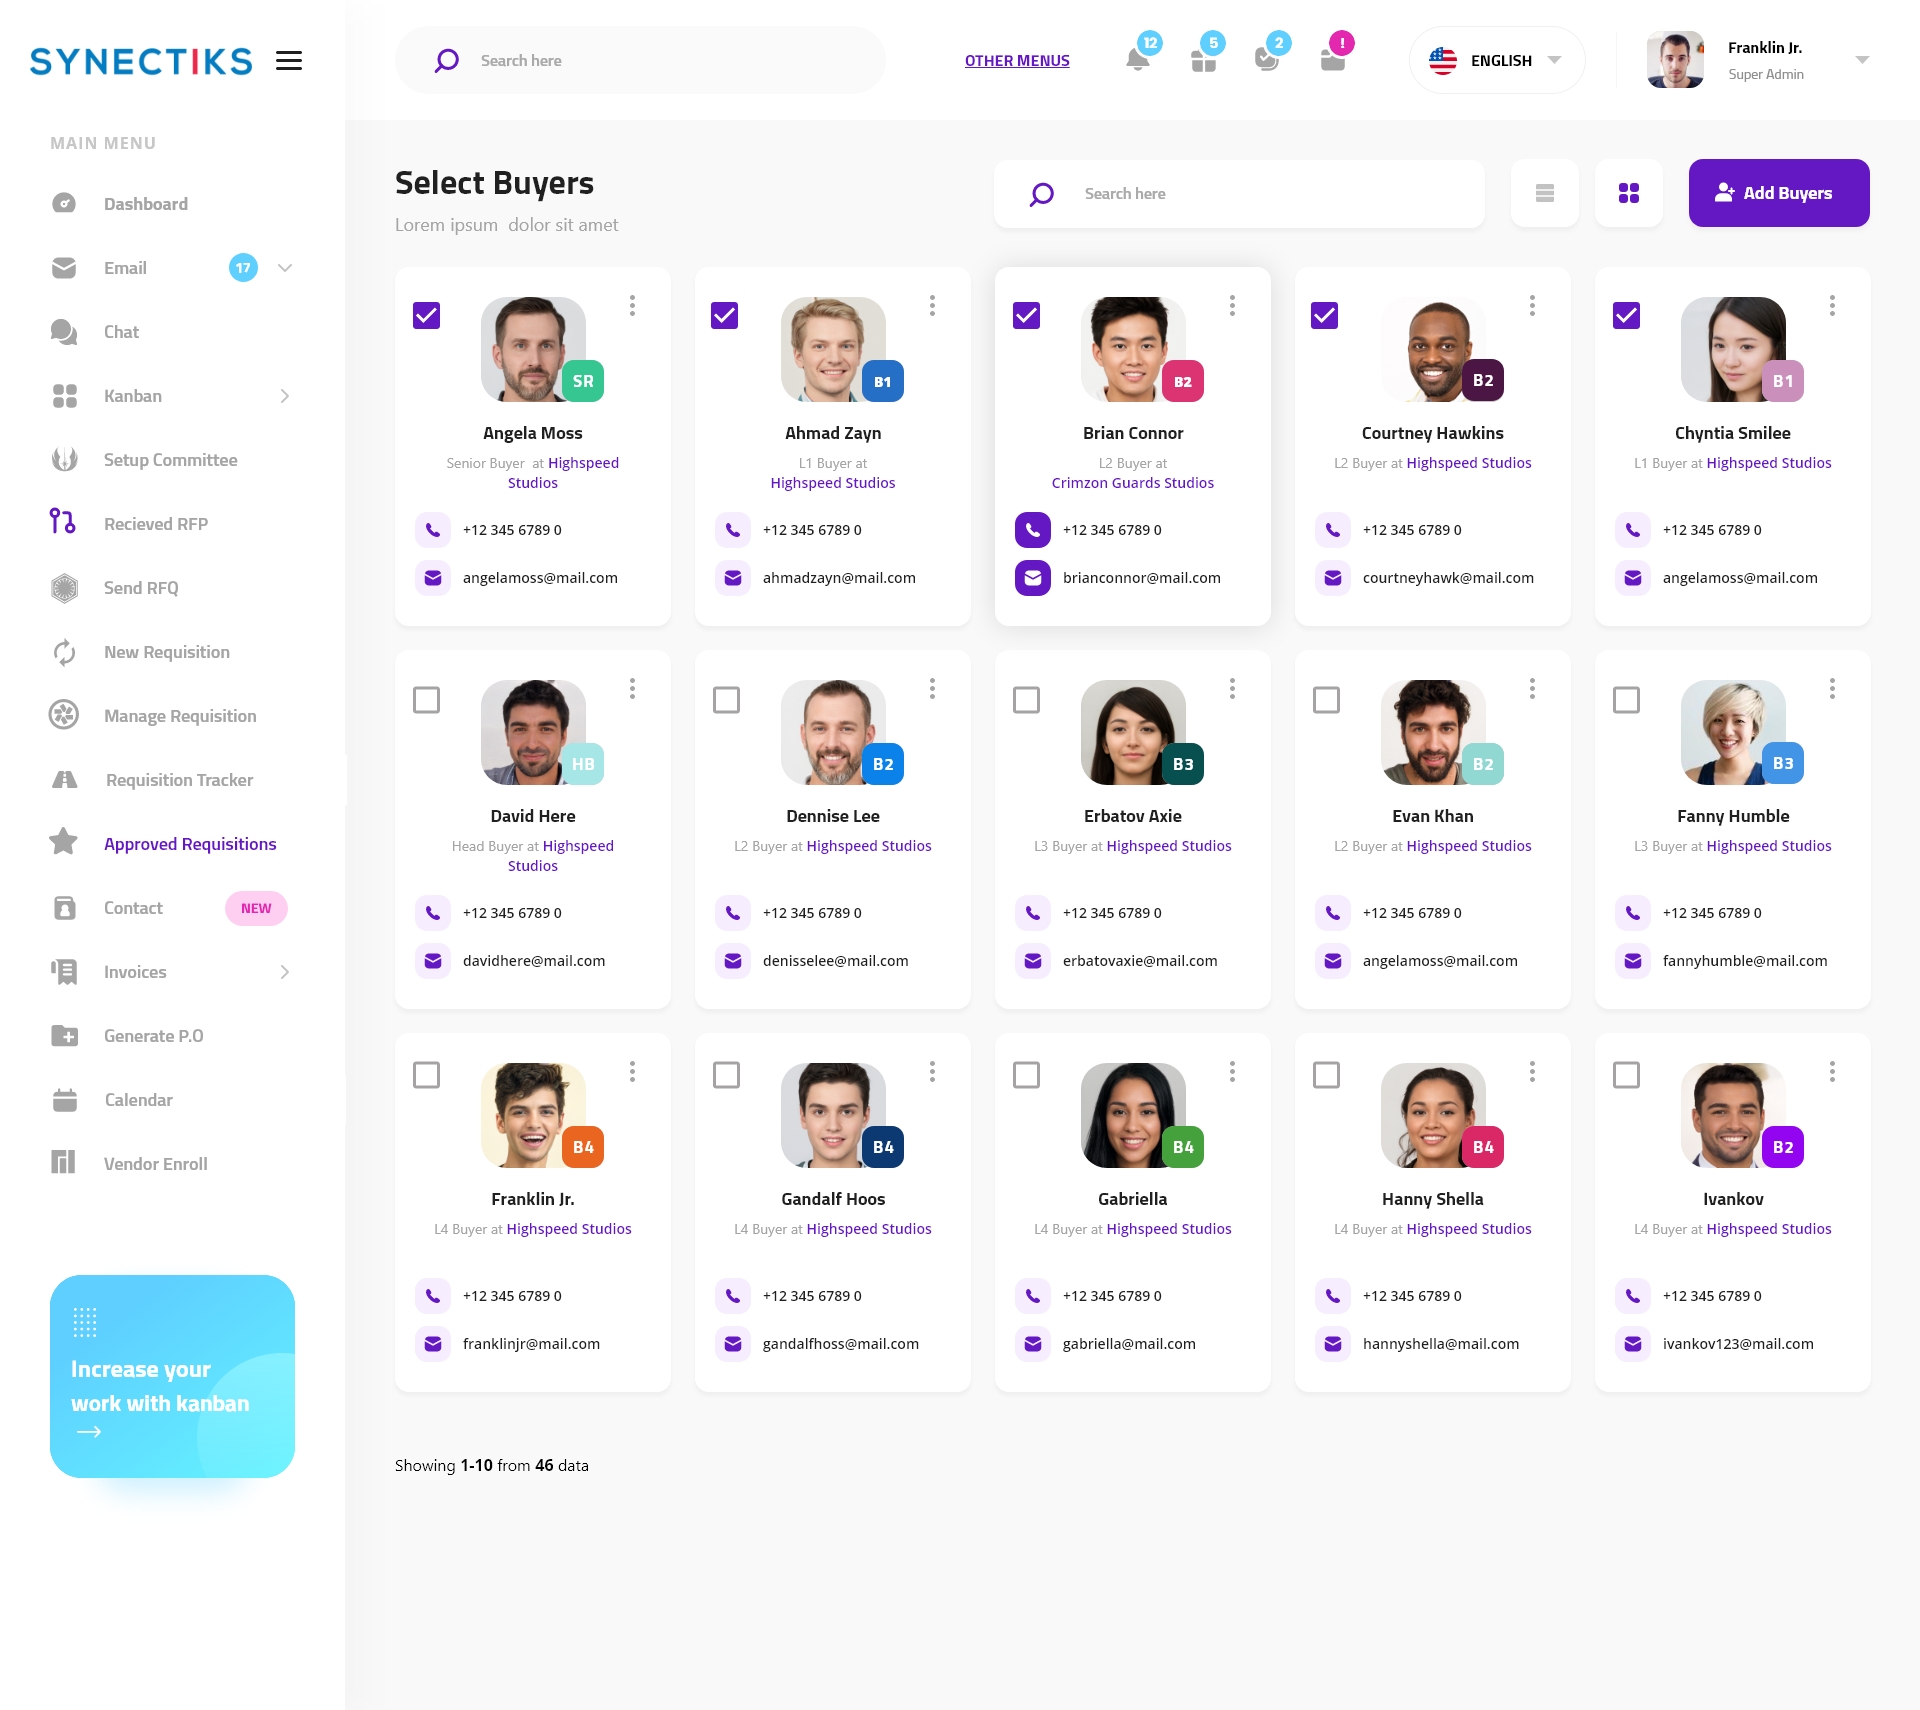 SYNECTIKS
Search here
OTHER MENUS
12
5
2
!
ENGLISH
Franklin Jr.
Super Admin
MAIN MENU
Dashboard
Email
17
Chat
Kanban
Setup Committee
Recieved RFP
Send RFQ
New Requisition
Manage Requisition
Requisition Tracker
Approved Requisitions
Contact
NEW
Invoices
Generate P.O
Calendar
Vendor Enroll
Increase your
work with kanban
Select Buyers
Lorem ipsum  dolor sit amet
Search here
Add Buyers
SR
Angela Moss
Senior Buyer  at Highspeed
Studios
+12 345 6789 0
angelamoss@mail.com
B1
Ahmad Zayn
L1 Buyer at
Highspeed Studios
+12 345 6789 0
ahmadzayn@mail.com
B2
Brian Connor
L2 Buyer at
Crimzon Guards Studios
+12 345 6789 0
brianconnor@mail.com
B2
Courtney Hawkins
L2 Buyer at Highspeed Studios
+12 345 6789 0
courtneyhawk@mail.com
B1
Chyntia Smilee
L1 Buyer at Highspeed Studios
+12 345 6789 0
angelamoss@mail.com
HB
David Here
Head Buyer at Highspeed
Studios
+12 345 6789 0
davidhere@mail.com
B2
Dennise Lee
L2 Buyer at Highspeed Studios
+12 345 6789 0
denisselee@mail.com
B3
Erbatov Axie
L3 Buyer at Highspeed Studios
+12 345 6789 0
erbatovaxie@mail.com
B2
Evan Khan
L2 Buyer at Highspeed Studios
+12 345 6789 0
angelamoss@mail.com
B3
Fanny Humble
L3 Buyer at Highspeed Studios
+12 345 6789 0
fannyhumble@mail.com
B4
Franklin Jr.
L4 Buyer at Highspeed Studios
+12 345 6789 0
franklinjr@mail.com
B4
Gandalf Hoos
L4 Buyer at Highspeed Studios
+12 345 6789 0
gandalfhoss@mail.com
B4
Gabriella
L4 Buyer at Highspeed Studios
+12 345 6789 0
gabriella@mail.com
B4
Hanny Shella
L4 Buyer at Highspeed Studios
+12 345 6789 0
hannyshella@mail.com
B2
Ivankov
L4 Buyer at Highspeed Studios
+12 345 6789 0
ivankov123@mail.com
Showing 1-10 from 46 data